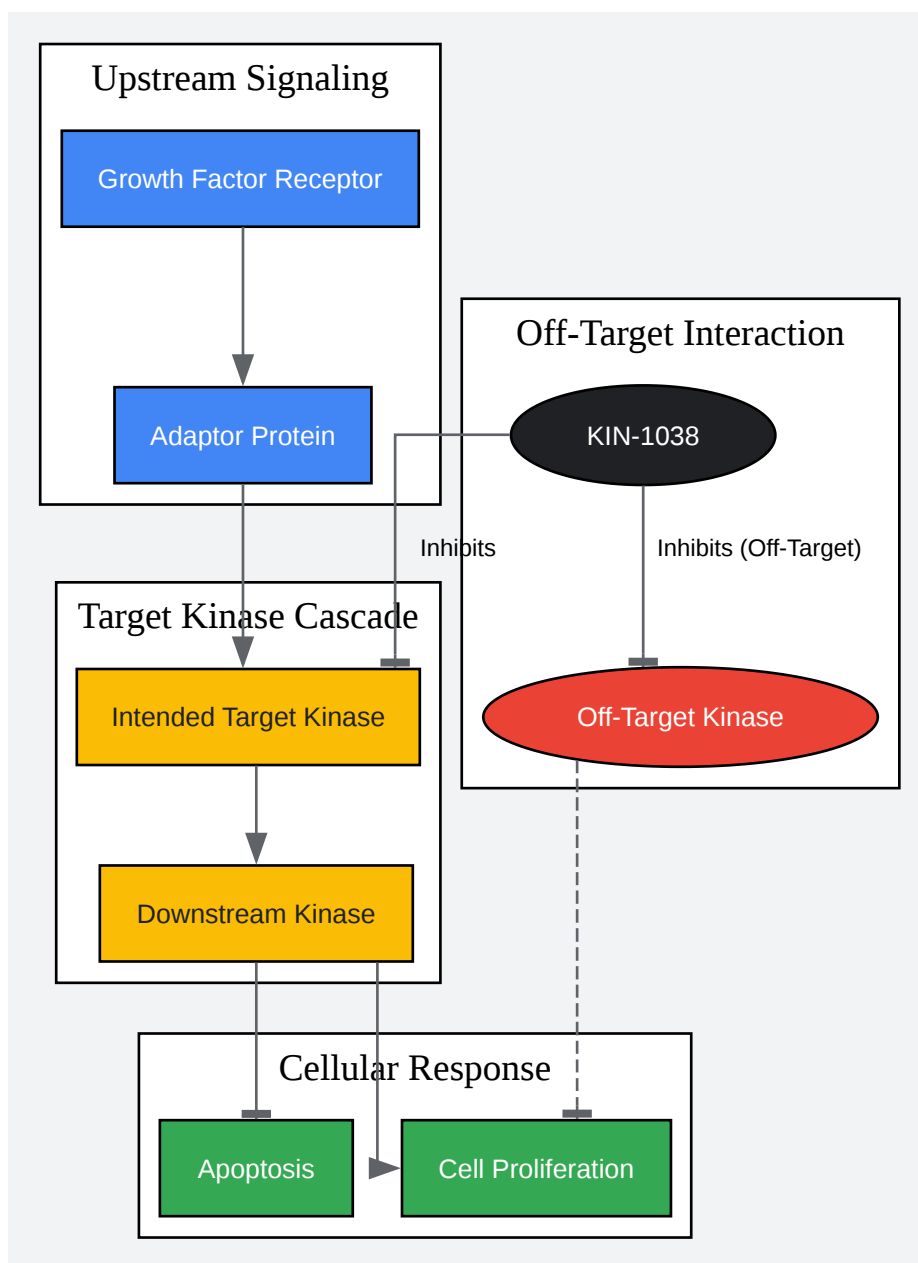 Upstream Signaling
Growth Factor Receptor
Adaptor Protein
Off-Target Interaction
KIN-1038
Inhibits
Inhibits (Off-Target)
Target Kinase Cascade
Intended Target Kinase
Off-Target Kinase
Downstream Kinase
Cellular Response
Apoptosis
Cell Proliferation